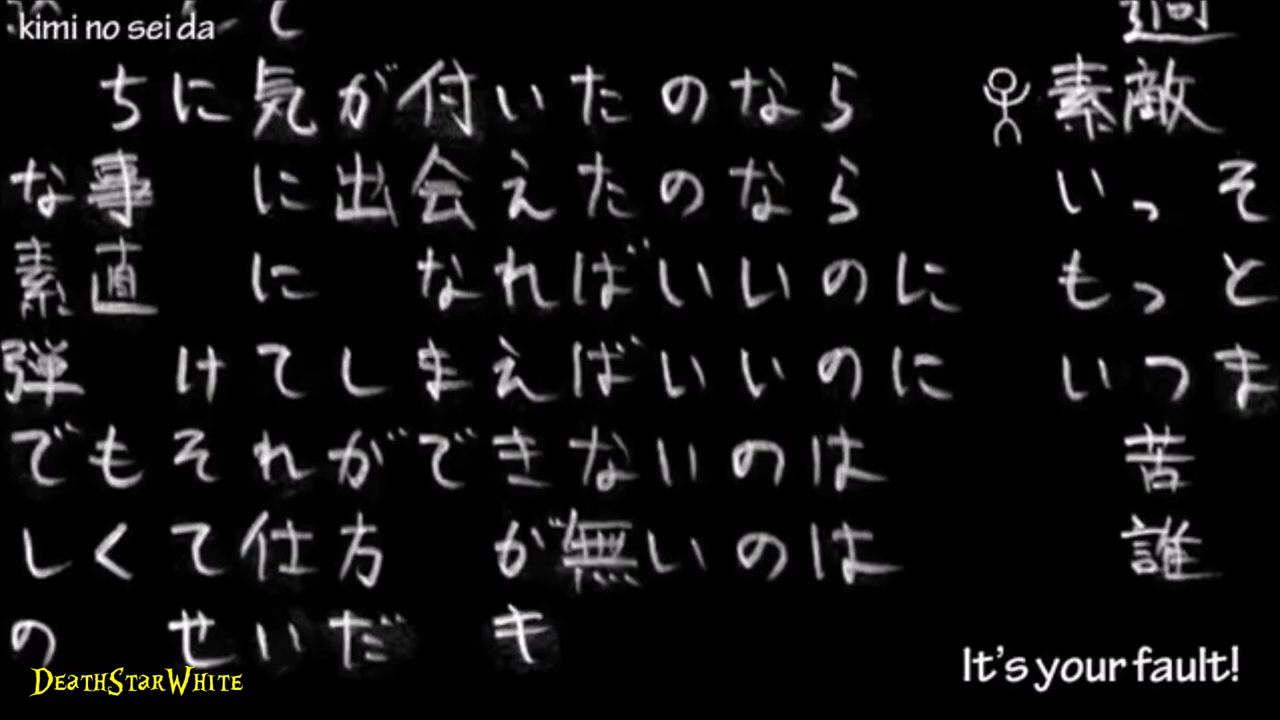 kimi no sei da
ちに気が付いたのなら 素敵
な事 に出会えたのなら いっそ
素直 に なればいいのに もっと
弾 けてしまえばいいのに いつま
でもそれができないのは 苦
しくて仕方 が無いのは 誰
の せいだ キ
It's your fault!
DeathStarWhite